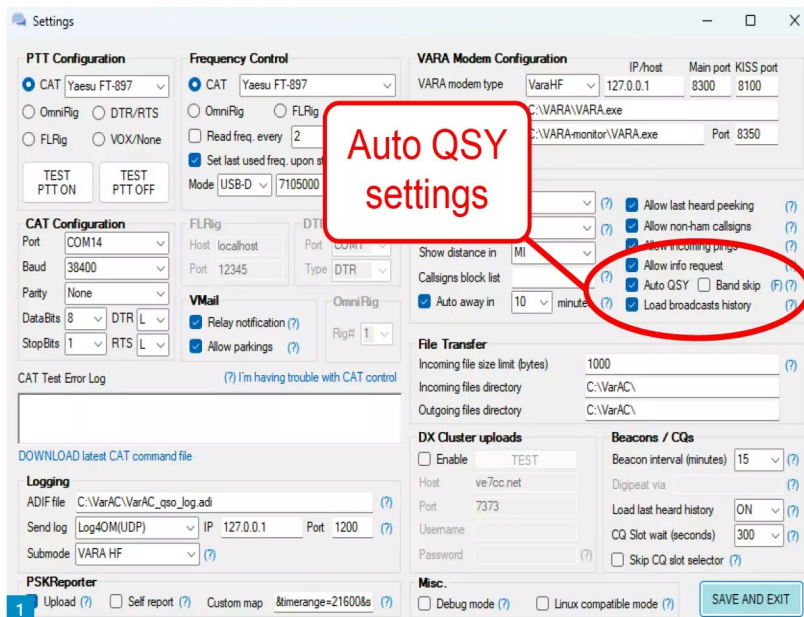 Settings
PTT Configuration
CAT Yaesu FT-897
OmniRig DTR/RTS
FLRig VOX/None
TEST PTT ON TEST PTT OFF
Frequency Control
CAT Yaesu FT-897
OmniRig FLRig
Read freq. every 2
Set last used freq. upon
Mode USB-D 7105000
VARA Modem Configuration
IP/host Main port KISS port
VARA modem type VaraHF 127.0.0.1 8300 8100
C:\VARA\VARA.exe
C:\VARA-monitor\VARA.exe Port 8350
Auto QSY
settings
CAT Configuration
Port COM14
Baud 38400
Parity None
DataBits 8 DTR L
StopBits 1 RTS L
FLRig
Host localhost
Port 12345
Port COM1
Type DTR
VMail
Relay notification (?)
Allow parkings (?)
OmniRig
Rig# 1
(?) Allow last heard peeking (?)
(?) Allow non-ham callsigns (?)
Show distance in MI Allow incoming pings (?)
Callsigns block list (?) Allow info request (?)
Auto QSY Band skip (F) (?)
Auto away in 10 minutes (?) Load broadcasts history (?)
CAT Test Error Log (?) I'm having trouble with CAT control
DOWNLOAD latest CAT command file
File Transfer
Incoming file size limit (bytes) 1000 (?)
Incoming files directory C:\VarAC\
Outgoing files directory C:\VarAC\
Logging
ADIF file C:\VarAC\VarAC_qso_log.adi (?)
Send log Log4OM(UDP) IP 127.0.0.1 Port 1200 (?)
Submode VARA HF (?)
DX Cluster uploads
Enable TEST
Host ve7cc.net
Port 7373
Username
Password (?)
Beacons / CQs
Beacon interval (minutes) 15 (?)
Digipeat via (?)
Load last heard history ON (?)
CQ Slot wait (seconds) 300 (?)
Skip CQ slot selector (?)
PSKReporter
Upload (?) Self report (?) Custom map &timerange=21600&s (?)
Misc.
Debug mode (?) Linux compatible mode (?)
SAVE AND EXIT
1